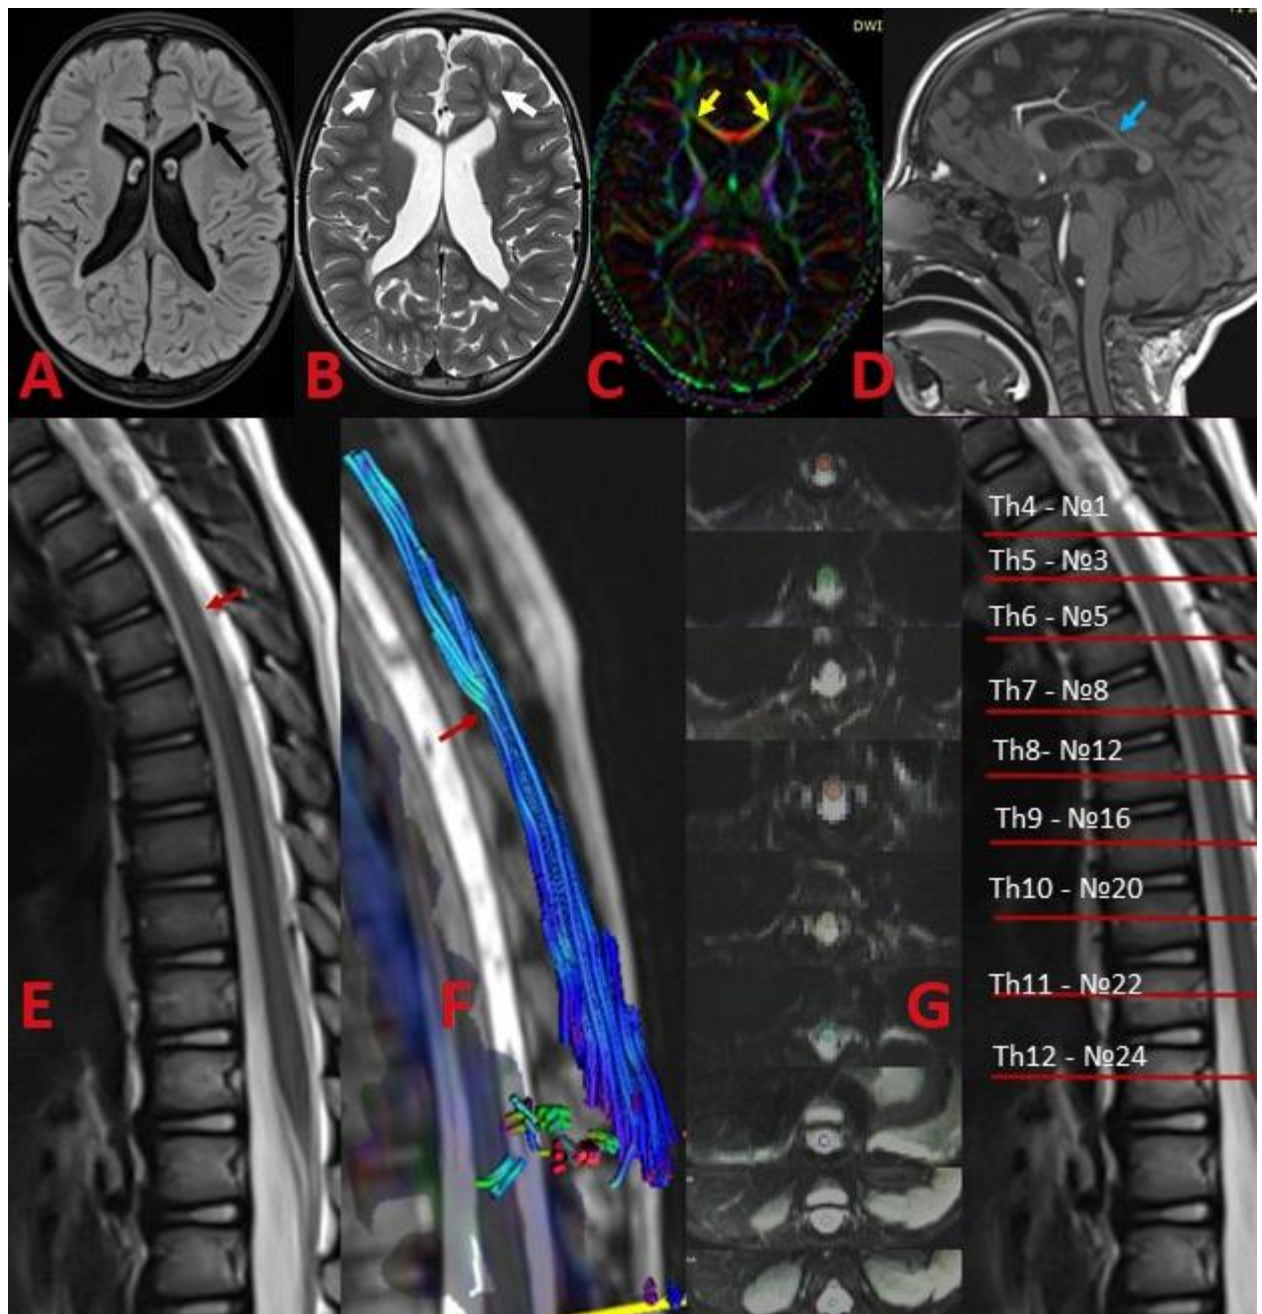 DWI
A
B
C
D
E
F
G
Th4 - №1
Th5 - №3
Th6 - №5
Th7 - №8
Th8- №12
Th9 - №16
Th10 - №20
Th11 - №22
Th12 - №24